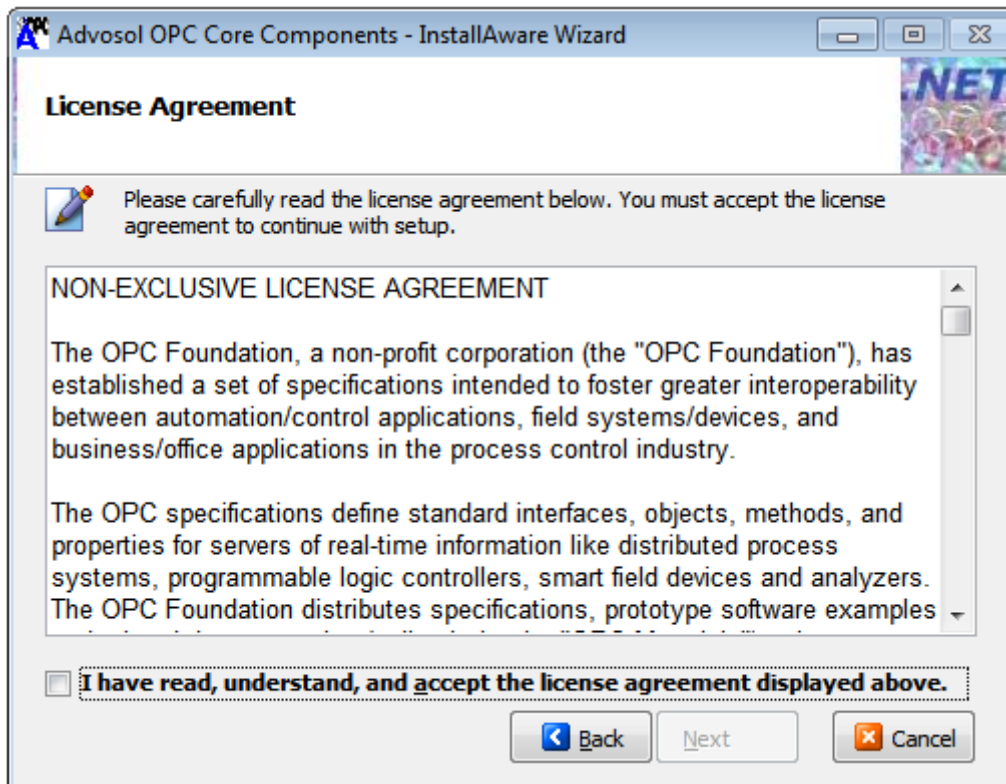 Advosol OPC Core Components - InstallAware Wizard
License Agreement
.NET
Please carefully read the license agreement below. You must accept the license
agreement to continue with setup.
NON-EXCLUSIVE LICENSE AGREEMENT
The OPC Foundation, a non-profit corporation (the "OPC Foundation"), has
established a set of specifications intended to foster greater interoperability
between automation/control applications, field systems/devices, and
business/office applications in the process control industry.
The OPC specifications define standard interfaces, objects, methods, and
properties for servers of real-time information like distributed process
systems, programmable logic controllers, smart field devices and analyzers.
The OPC Foundation distributes specifications, prototype software examples
I have read, understand, and accept the license agreement displayed above.
Back Next Cancel